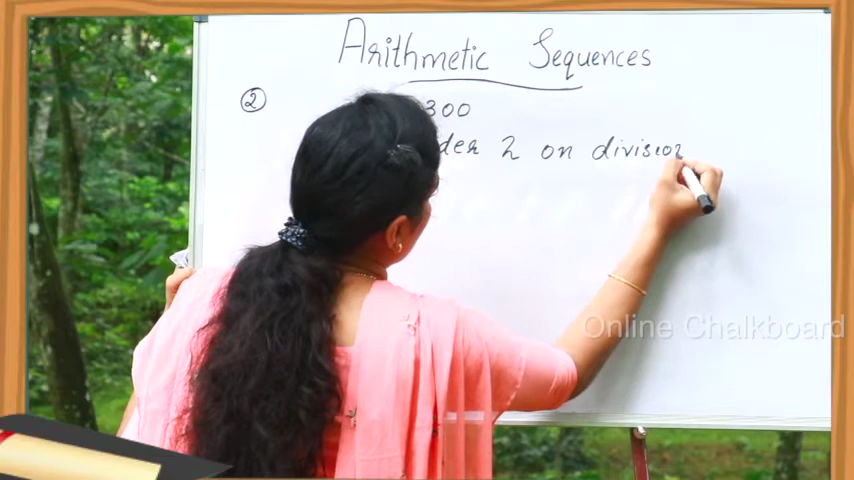 Arithmetic Sequences
2 300
der 2 on division
Online Chalkboard